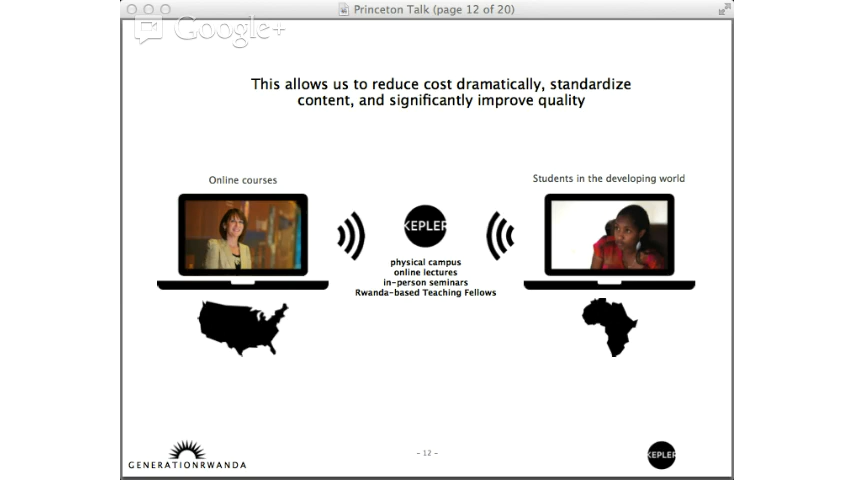 Princeton Talk (page 12 of 20)
Google+
This allows us to reduce cost dramatically, standardize
content, and significantly improve quality
Online courses
Students in the developing world
KEPLER
physical campus
online lectures
in-person seminars
Rwanda-based Teaching Fellows
GENERATIONRWANDA
- 12 -
KEPLER